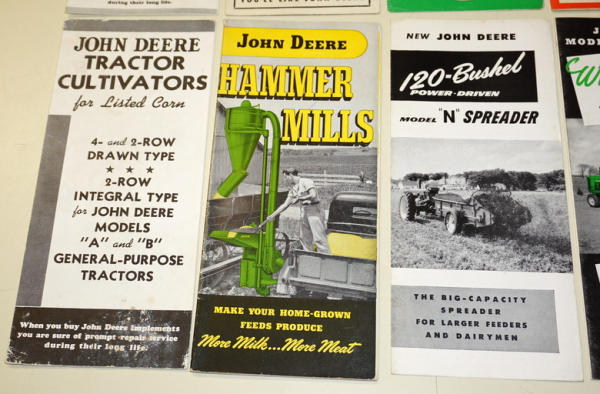 during their long life.
JOHN DEERE
TRACTOR
CULTIVATORS
for Listed Corn
4- and 2-ROW
DRAWN TYPE
★ ★ ★
2-ROW
INTEGRAL TYPE
for JOHN DEERE
MODELS
"A" and "B"
GENERAL-PURPOSE
TRACTORS
When you buy John Deere Implements
you are sure of prompt repair service
during their long life.
JOHN DEERE
HAMMER
MILLS
MAKE YOUR HOME-GROWN
FEEDS PRODUCE
More Milk...More Meat
NEW JOHN DEERE
120-Bushel
POWER-DRIVEN
MODEL "N" SPREADER
THE BIG-CAPACITY
SPREADER
FOR LARGER FEEDERS
AND DAIRYMEN
JOHN
MODEL